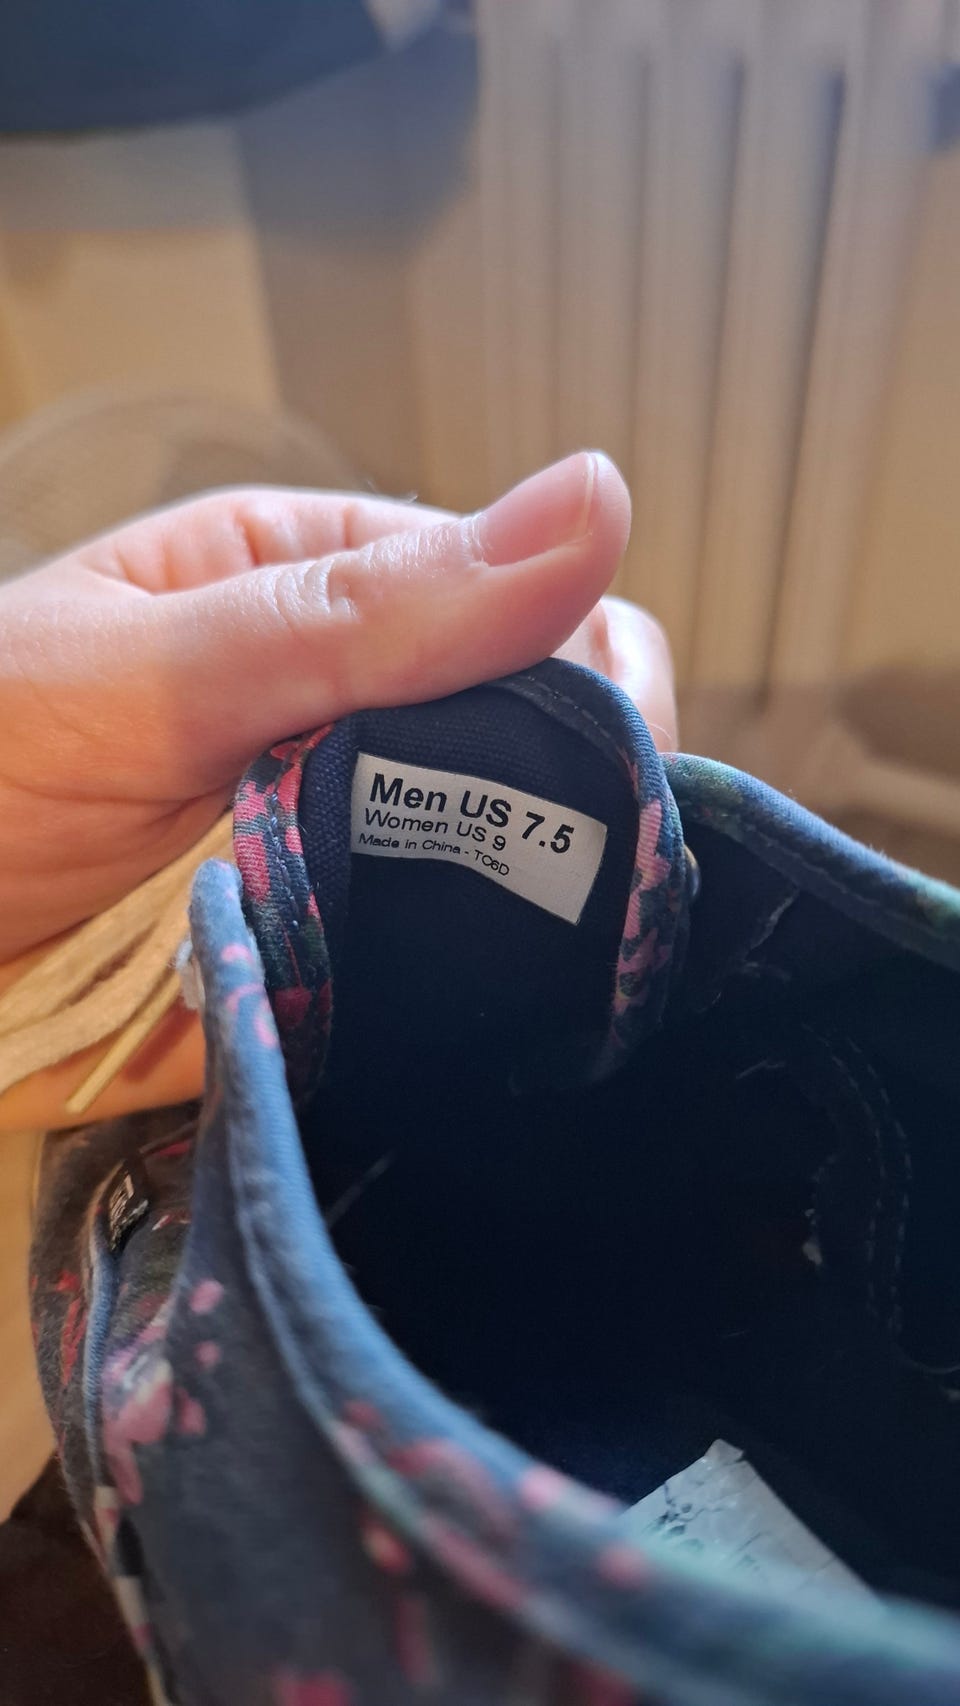 Men US 7.5
Women US 9
Made in China - TC6D